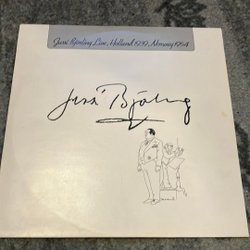 Jussi Björling Live, Holland 1939, Norway 1954
Jussi Björling